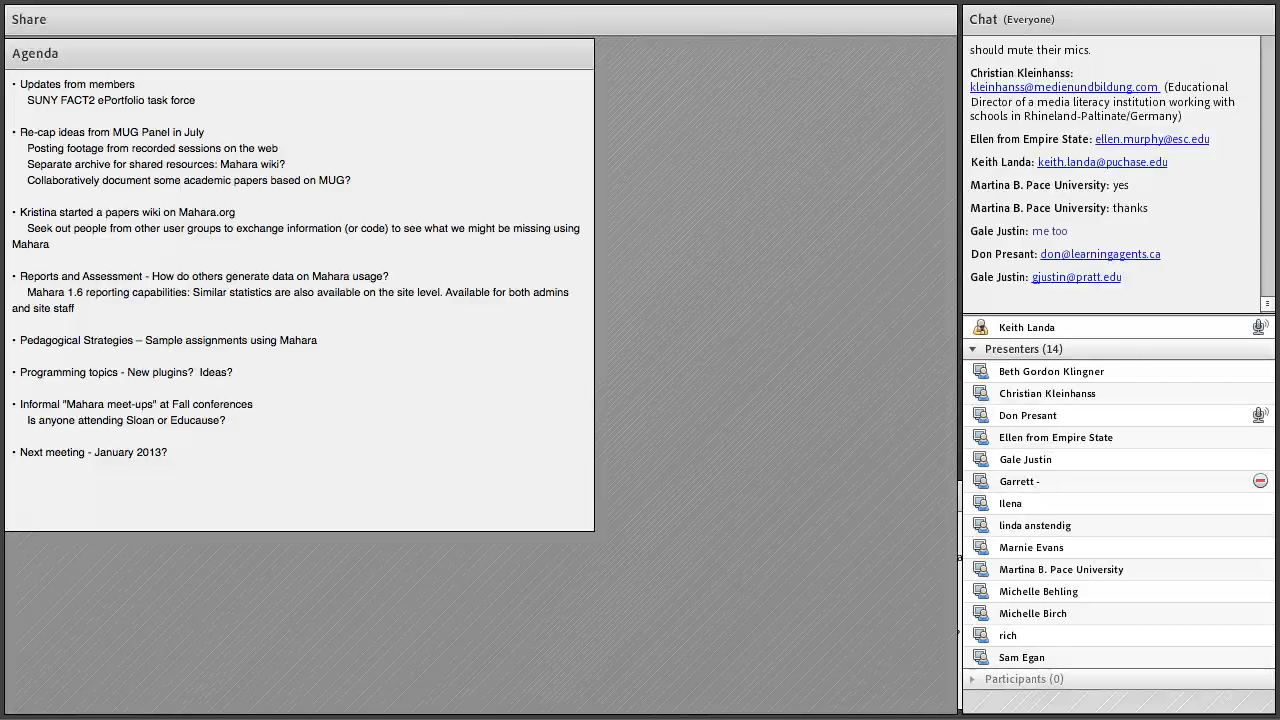 Share
Agenda
• Updates from members
SUNY FACT2 ePortfolio task force
• Re-cap ideas from MUG Panel in July
Posting footage from recorded sessions on the web
Separate archive for shared resources: Mahara wiki?
Collaboratively document some academic papers based on MUG?
• Kristina started a papers wiki on Mahara.org
Seek out people from other user groups to exchange information (or code) to see what we might be missing using
Mahara
• Reports and Assessment - How do others generate data on Mahara usage?
Mahara 1.6 reporting capabilities: Similar statistics are also available on the site level. Available for both admins
and site staff
• Pedagogical Strategies – Sample assignments using Mahara
• Programming topics - New plugins?  Ideas?
• Informal "Mahara meet-ups" at Fall conferences
Is anyone attending Sloan or Educause?
• Next meeting - January 2013?
Chat (Everyone)
should mute their mics.
Christian Kleinhanss:
kleinhanss@medienundbildung.com (Educational
Director of a media literacy institution working with
schools in Rhineland-Paltinate/Germany)
Ellen from Empire State: ellen.murphy@esc.edu
Keith Landa: keith.landa@puchase.edu
Martina B. Pace University: yes
Martina B. Pace University: thanks
Gale Justin: me too
Don Presant: don@learningagents.ca
Gale Justin: gjustin@pratt.edu
Keith Landa
Presenters (14)
Beth Gordon Klingner
Christian Kleinhanss
Don Presant
Ellen from Empire State
Gale Justin
Garrett -
Ilena
linda anstendig
Marnie Evans
Martina B. Pace University
Michelle Behling
Michelle Birch
rich
Sam Egan
Participants (0)